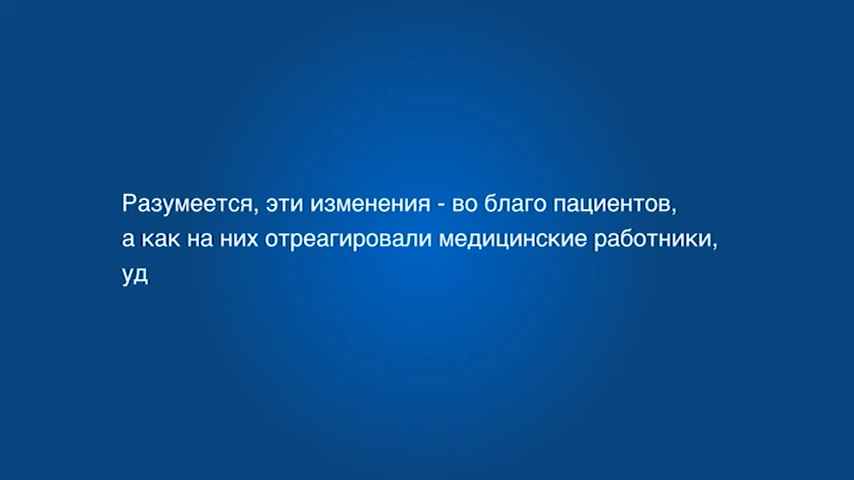 Разумеется, эти изменения - во благо пациентов,
а как на них отреагировали медицинские работники,
уд